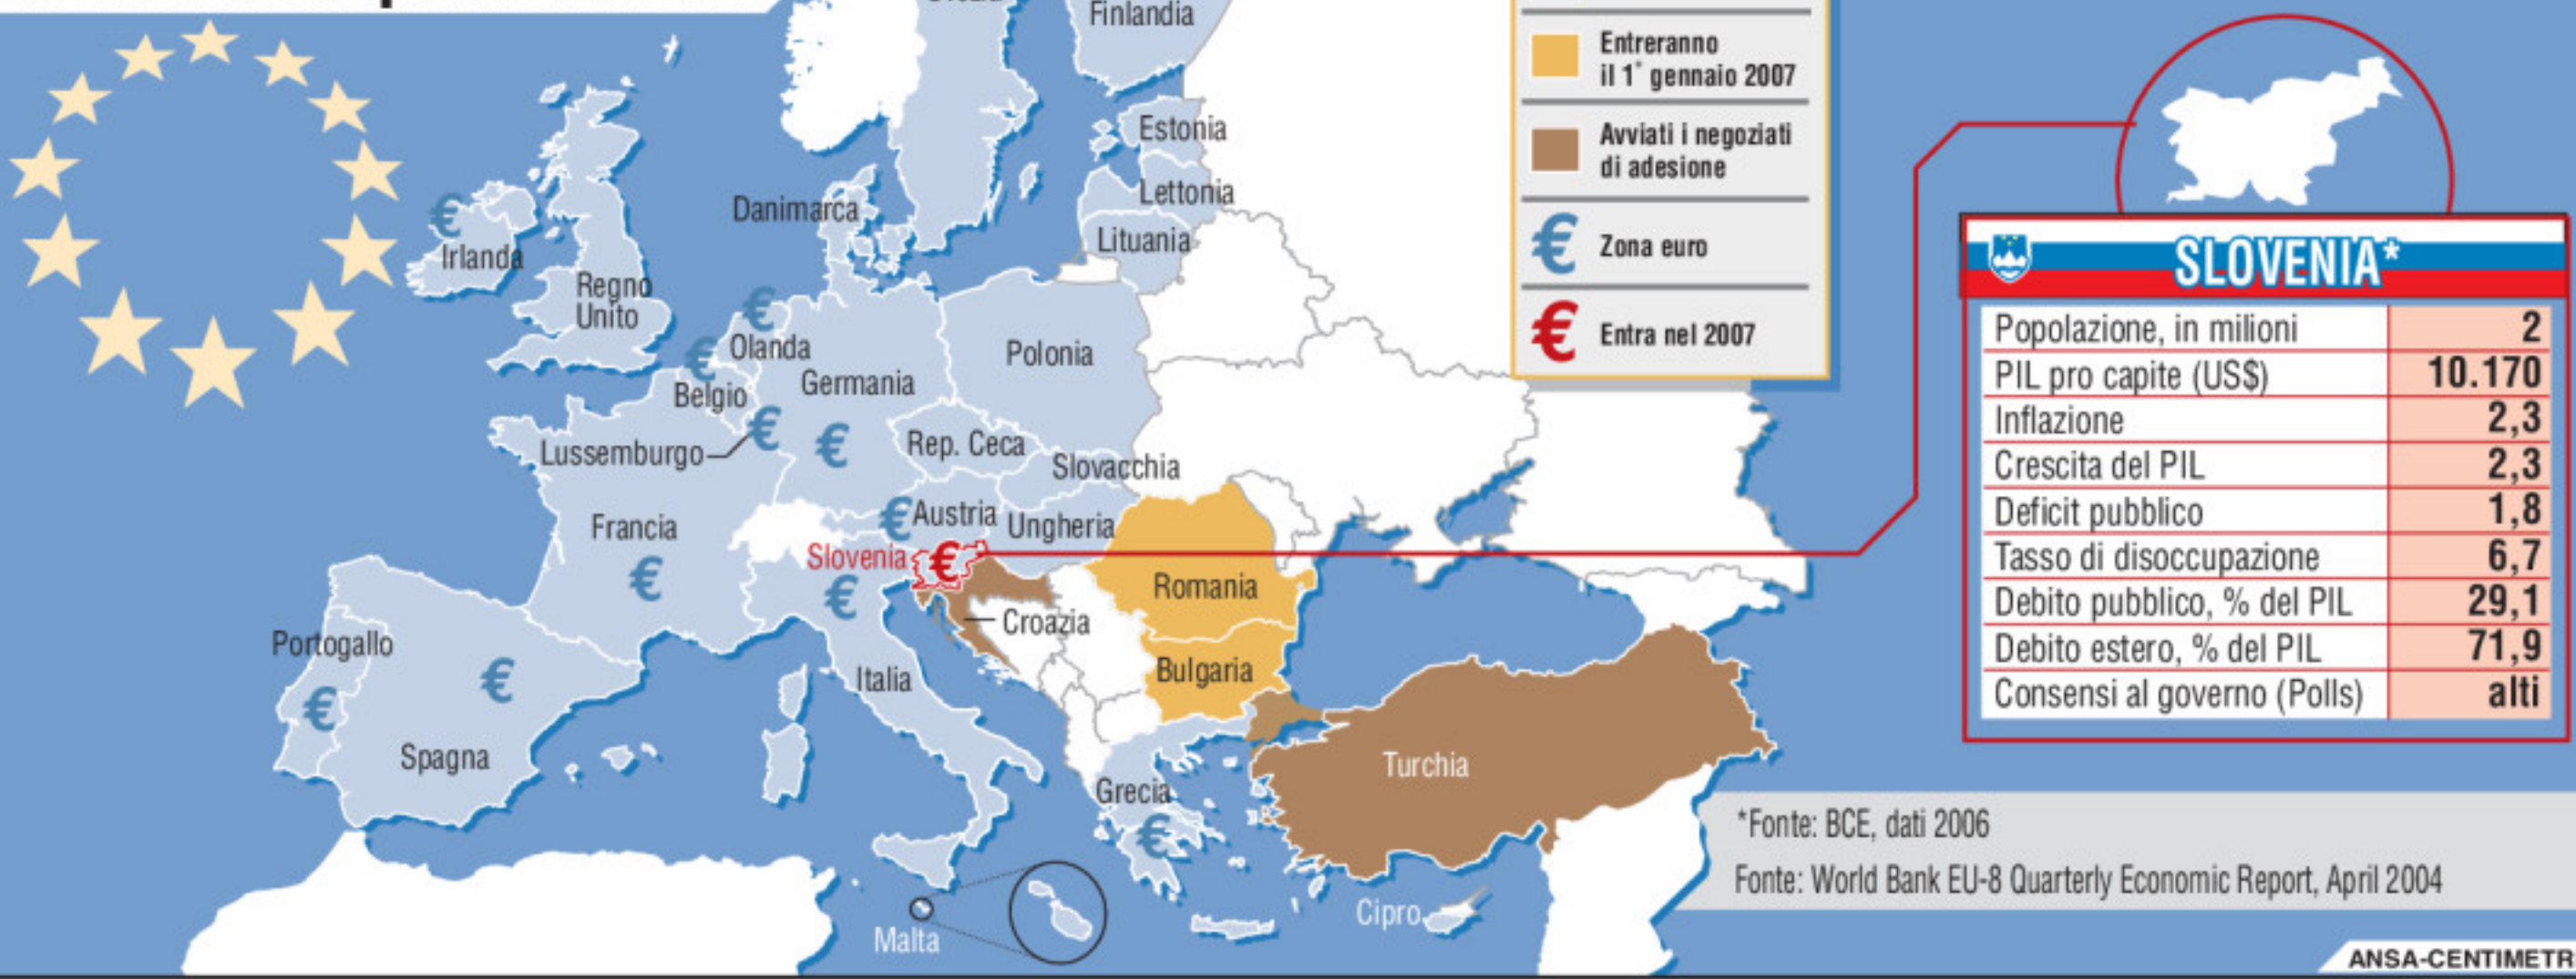 Finlandia
Estonia
Lettonia
Lituania
Danimarca
Irlanda
Regno
Unito
Olanda
Belgio
Germania
Polonia
Lussemburgo
Rep. Ceca
Slovacchia
Francia
Austria
Ungheria
Slovenia
Romania
Croazia
Bulgaria
Portogallo
Italia
Spagna
Grecia
Turchia
Malta
Cipro
Entreranno
il 1° gennaio 2007
Avviati i negoziati
di adesione
€ Zona euro
€ Entra nel 2007
SLOVENIA*
Popolazione, in milioni 2
PIL pro capite (US$) 10.170
Inflazione 2,3
Crescita del PIL 2,3
Deficit pubblico 1,8
Tasso di disoccupazione 6,7
Debito pubblico, % del PIL 29,1
Debito estero, % del PIL 71,9
Consensi al governo (Polls) alti
*Fonte: BCE, dati 2006
Fonte: World Bank EU-8 Quarterly Economic Report, April 2004
ANSA-CENTIMETR